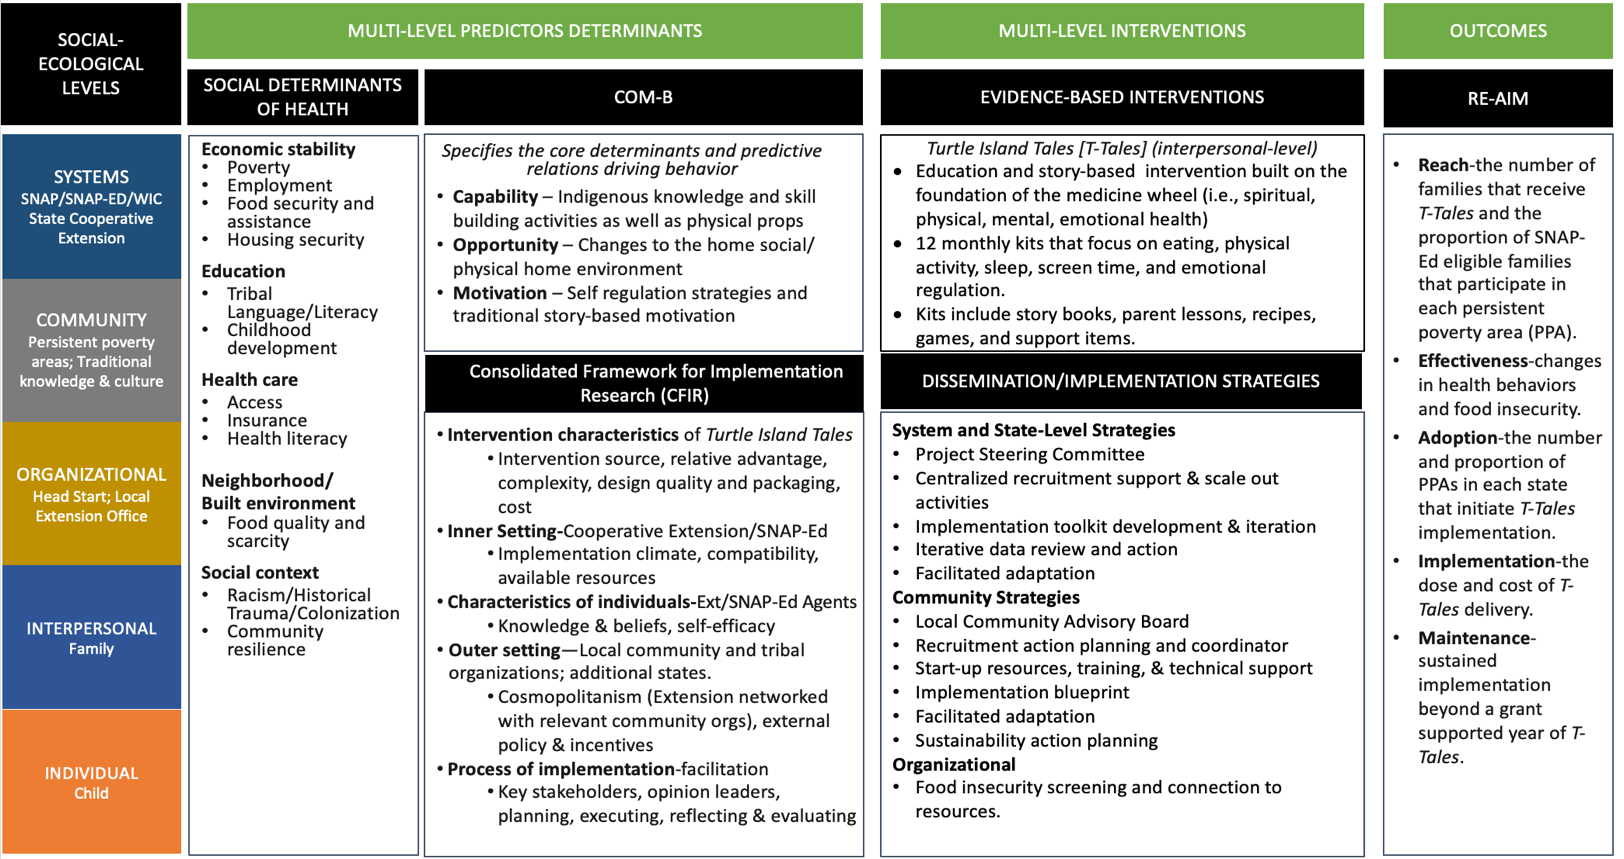 SOCIAL-
ECOLOGICAL
LEVELS
SYSTEMS
SNAP/SNAP-ED/WIC
State Cooperative
Extension
COMMUNITY
Persistent poverty
areas; Traditional
knowledge & culture
ORGANIZATIONAL
Head Start; Local
Extension Office
INTERPERSONAL
Family
INDIVIDUAL
Child
MULTI-LEVEL PREDICTORS DETERMINANTS
SOCIAL DETERMINANTS
OF HEALTH
Economic stability
• Poverty
• Employment
• Food security and
assistance
• Housing security
Education
• Tribal
Language/Literacy
• Childhood
development
Health care
• Access
• Insurance
• Health literacy
Neighborhood/
Built environment
• Food quality and
scarcity
Social context
• Racism/Historical
Trauma/Colonization
• Community
resilience
COM-B
Specifies the core determinants and predictive
relations driving behavior
• Capability – Indigenous knowledge and skill
building activities as well as physical props
• Opportunity – Changes to the home social/
physical home environment
• Motivation – Self regulation strategies and
traditional story-based motivation
Consolidated Framework for Implementation
Research (CFIR)
• Intervention characteristics of Turtle Island Tales
• Intervention source, relative advantage,
complexity, design quality and packaging,
cost
• Inner Setting-Cooperative Extension/SNAP-Ed
• Implementation climate, compatibility,
available resources
• Characteristics of individuals-Ext/SNAP-Ed Agents
• Knowledge & beliefs, self-efficacy
• Outer setting—Local community and tribal
organizations; additional states.
• Cosmopolitanism (Extension networked
with relevant community orgs), external
policy & incentives
• Process of implementation-facilitation
• Key stakeholders, opinion leaders,
planning, executing, reflecting & evaluating
MULTI-LEVEL INTERVENTIONS
EVIDENCE-BASED INTERVENTIONS
Turtle Island Tales [T-Tales] (interpersonal-level)
• Education and story-based intervention built on the
foundation of the medicine wheel (i.e., spiritual,
physical, mental, emotional health)
• 12 monthly kits that focus on eating, physical
activity, sleep, screen time, and emotional
regulation.
• Kits include story books, parent lessons, recipes,
games, and support items.
DISSEMINATION/IMPLEMENTATION STRATEGIES
System and State-Level Strategies
• Project Steering Committee
• Centralized recruitment support & scale out
activities
• Implementation toolkit development & iteration
• Iterative data review and action
• Facilitated adaptation
Community Strategies
• Local Community Advisory Board
• Recruitment action planning and coordinator
• Start-up resources, training, & technical support
• Implementation blueprint
• Facilitated adaptation
• Sustainability action planning
Organizational
• Food insecurity screening and connection to
resources.
OUTCOMES
RE-AIM
• Reach-the number of
families that receive
T-Tales and the
proportion of SNAP-
Ed eligible families
that participate in
each persistent
poverty area (PPA).
• Effectiveness-changes
in health behaviors
and food insecurity.
• Adoption-the number
and proportion of
PPAs in each state
that initiate T-Tales
implementation.
• Implementation-the
dose and cost of T-
Tales delivery.
• Maintenance-
sustained
implementation
beyond a grant
supported year of T-
Tales.